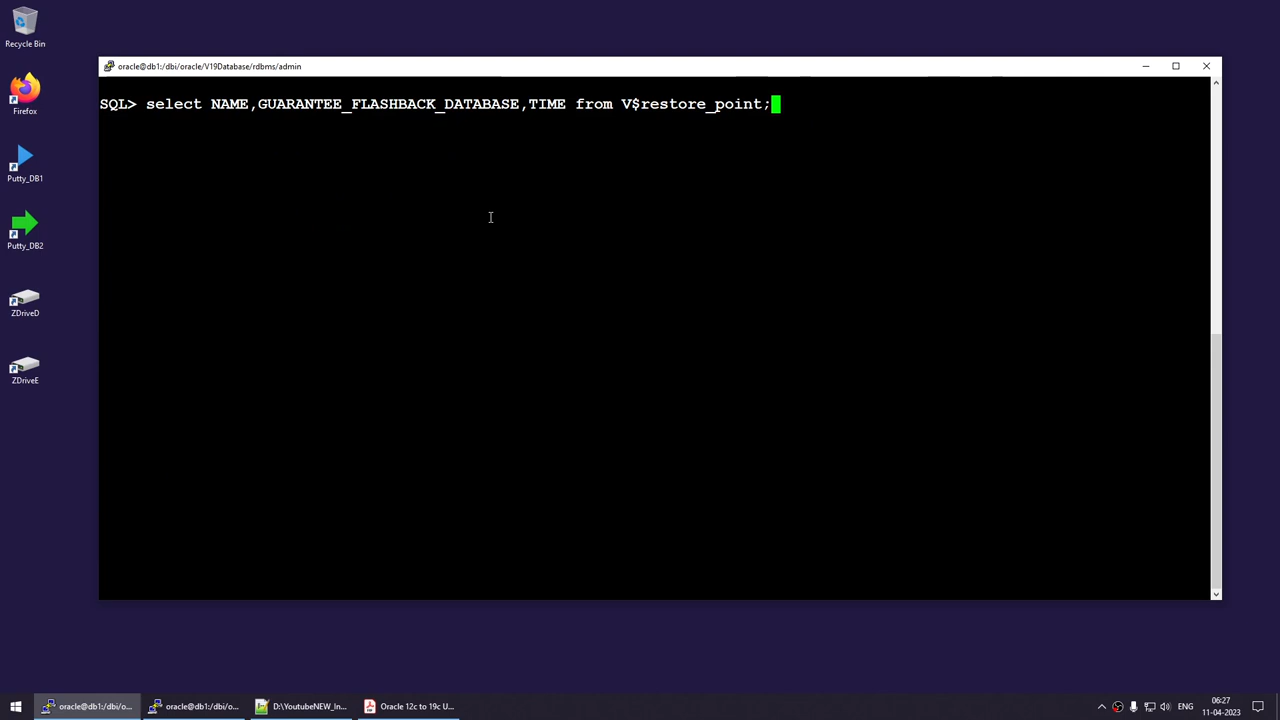 Recycle Bin
Firefox
Putty_DB1
Putty_DB2
ZDriveD
ZDriveE
oracle@db1:/dbi/oracle/V19Database/rdbms/admin
SQL> select NAME,GUARANTEE_FLASHBACK_DATABASE,TIME from V$restore_point;
oracle@db1:/dbi/o...
oracle@db1:/dbi/o...
D:\YoutubeNEW_In...
Oracle 12c to 19c U...
ENG
06:27
11-04-2023